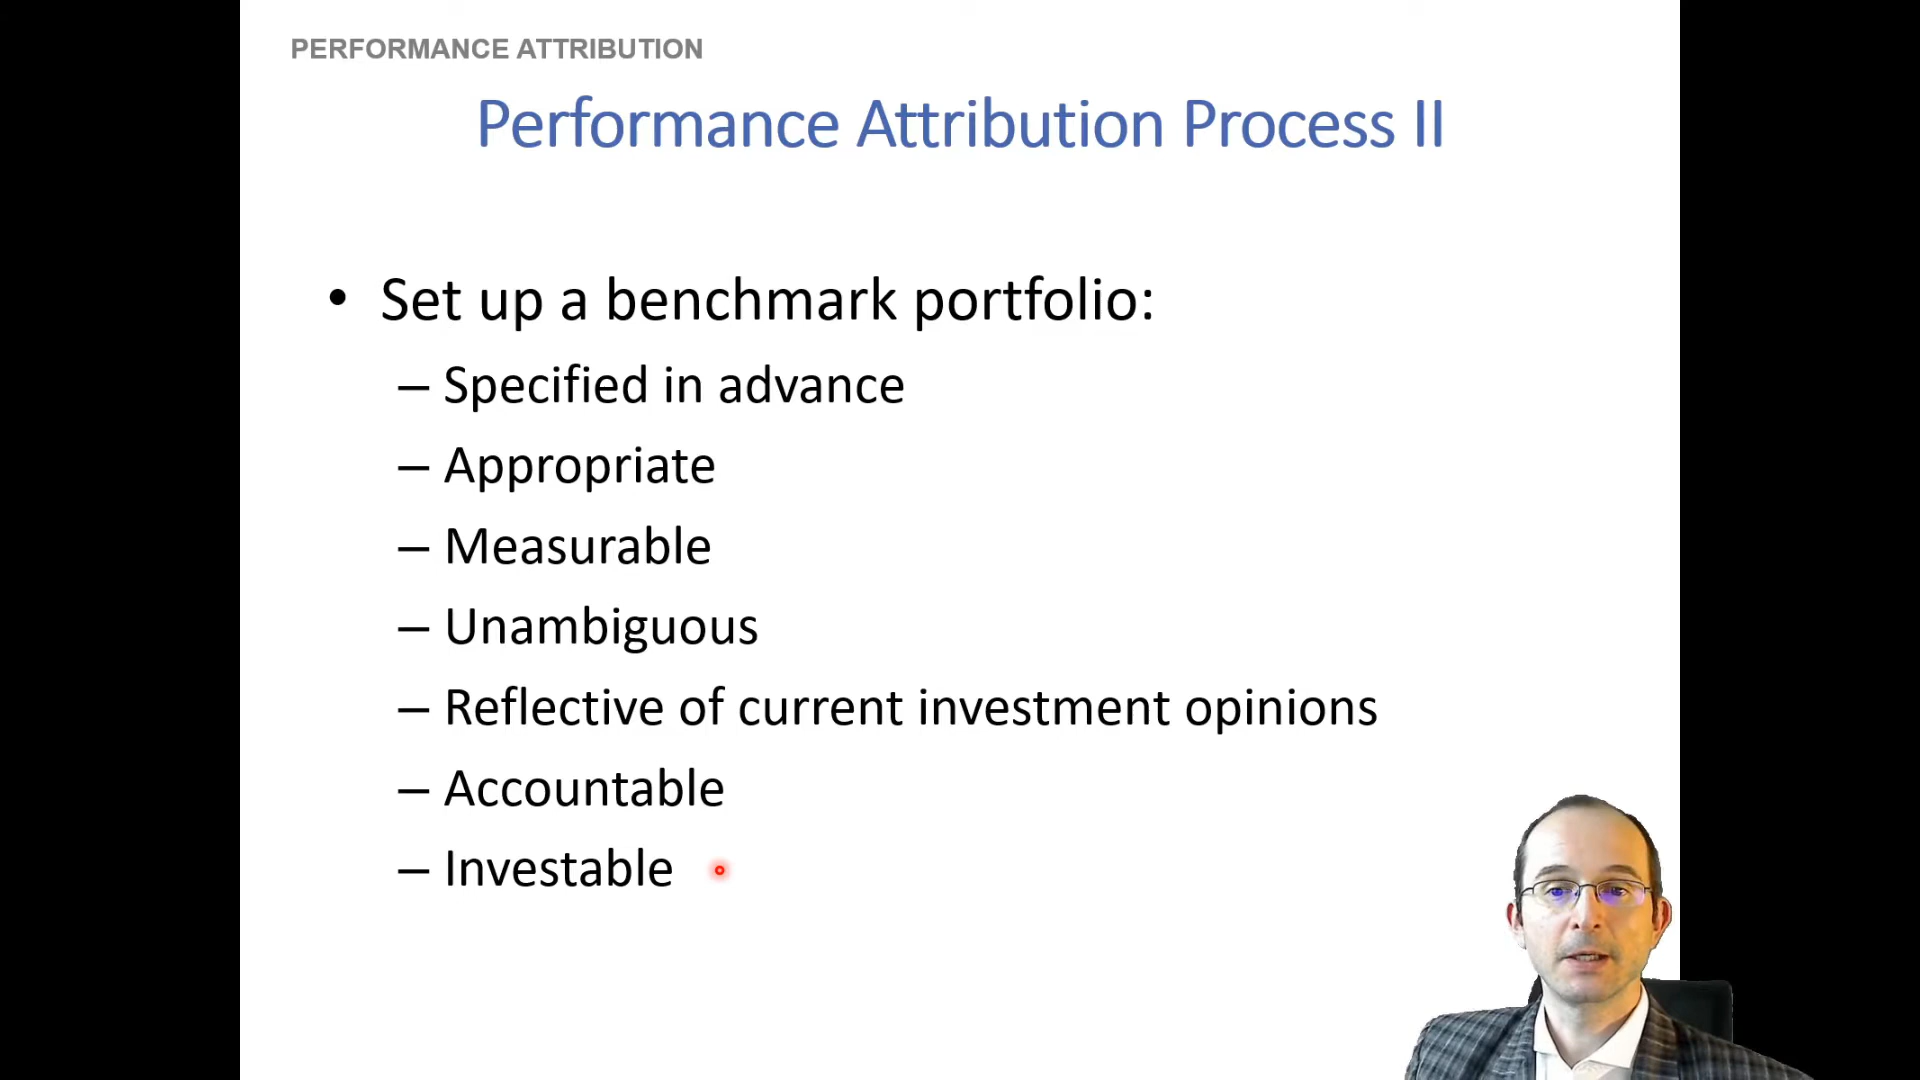 PERFORMANCE ATTRIBUTION
Performance Attribution Process II
• Set up a benchmark portfolio:
– Specified in advance
– Appropriate
– Measurable
– Unambiguous
– Reflective of current investment opinions
– Accountable
– Investable